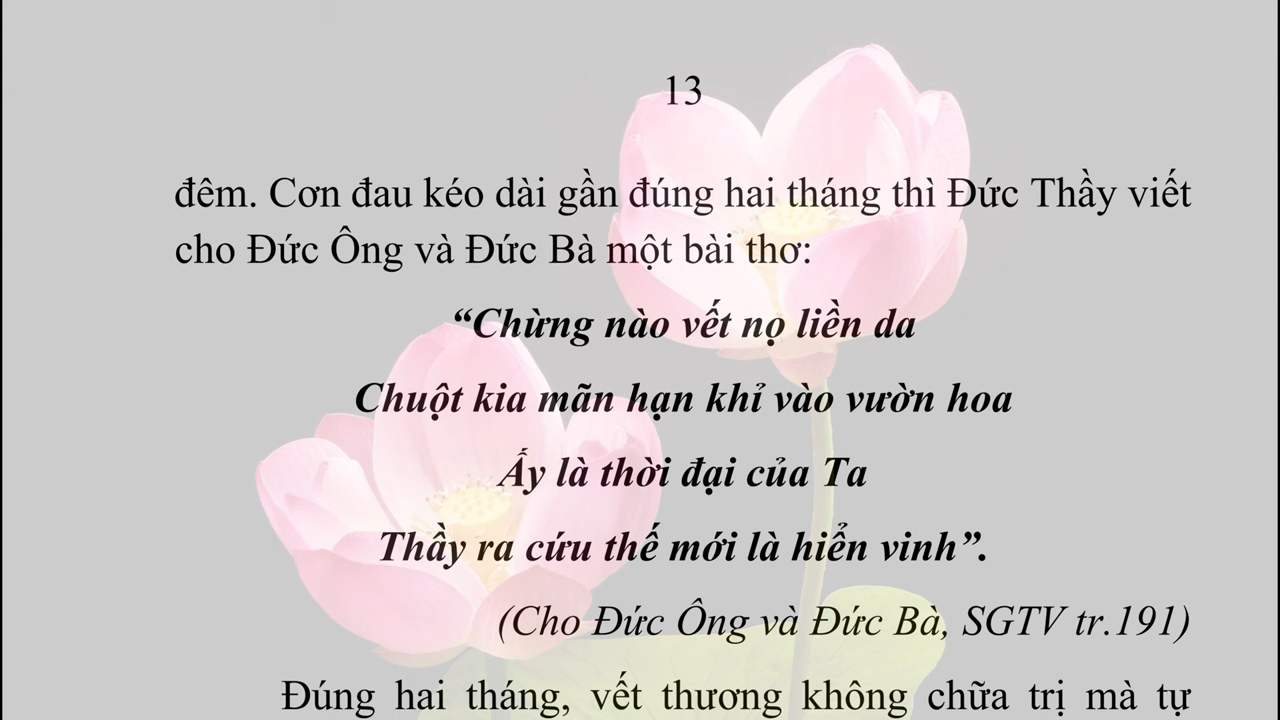 13
đêm. Cơn đau kéo dài gần đúng hai tháng thì Đức Thầy viết
cho Đức Ông và Đức Bà một bài thơ:
“Chừng nào vết nọ liền da
Chuột kia mãn hạn khỉ vào vườn hoa
Ấy là thời đại của Ta
Thầy ra cứu thế mới là hiển vinh”.
(Cho Đức Ông và Đức Bà, SGTV tr.191)
Đúng hai tháng, vết thương không chữa trị mà tự